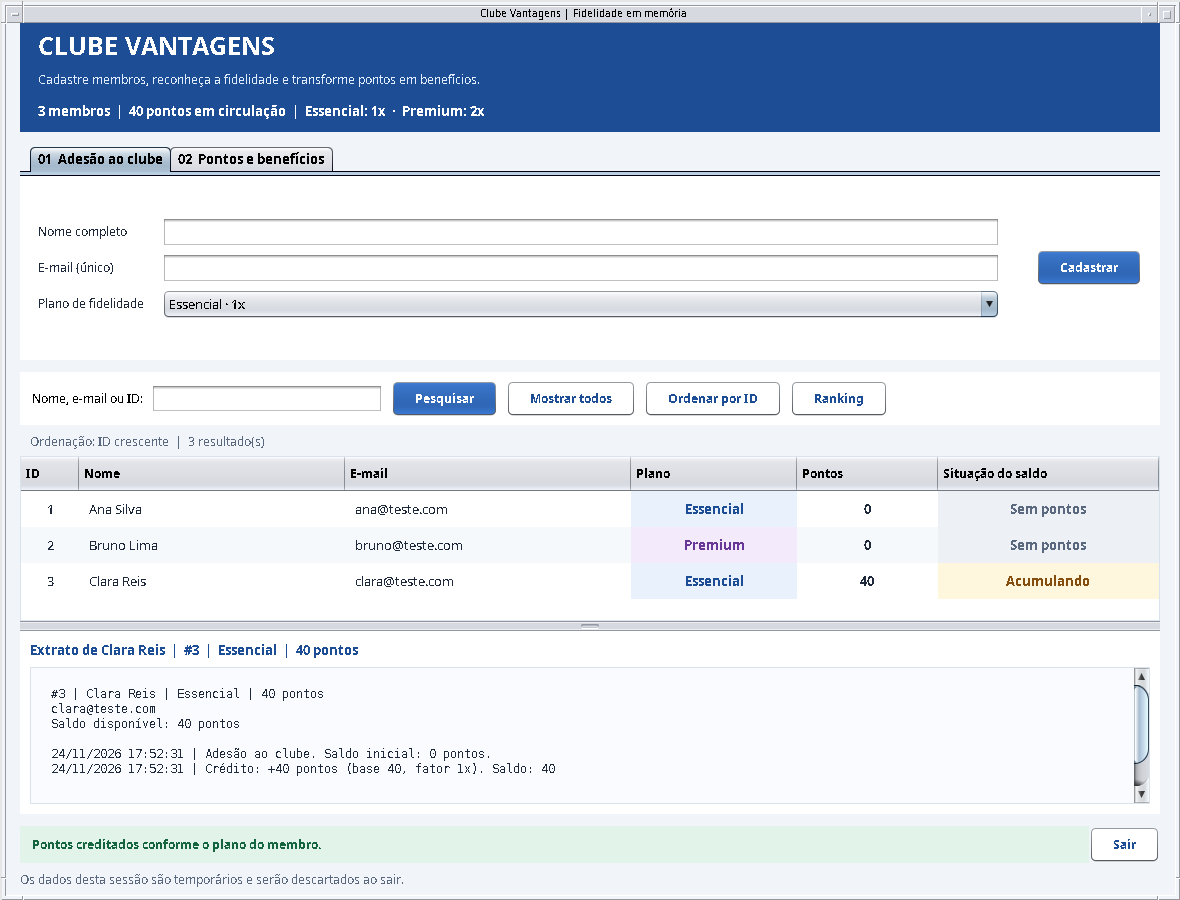 Clube Vantagens | Fidelidade em memória
CLUBE VANTAGENS
Cadastre membros, reconheça a fidelidade e transforme pontos em benefícios.
3 membros | 40 pontos em circulação | Essencial: 1x · Premium: 2x
01 Adesão ao clube 02 Pontos e benefícios
Nome completo
E-mail (único)
Cadastrar
Plano de fidelidade Essencial · 1x
Nome, e-mail ou ID: Pesquisar Mostrar todos Ordenar por ID Ranking
Ordenação: ID crescente | 3 resultado(s)
ID Nome E-mail Plano Pontos Situação do saldo
1 Ana Silva ana@teste.com Essencial 0 Sem pontos
2 Bruno Lima bruno@teste.com Premium 0 Sem pontos
3 Clara Reis clara@teste.com Essencial 40 Acumulando
Extrato de Clara Reis | #3 | Essencial | 40 pontos
#3 | Clara Reis | Essencial | 40 pontos
clara@teste.com
Saldo disponível: 40 pontos
24/11/2026 17:52:31 | Adesão ao clube. Saldo inicial: 0 pontos.
24/11/2026 17:52:31 | Crédito: +40 pontos (base 40, fator 1x). Saldo: 40
Pontos creditados conforme o plano do membro. Sair
Os dados desta sessão são temporários e serão descartados ao sair.